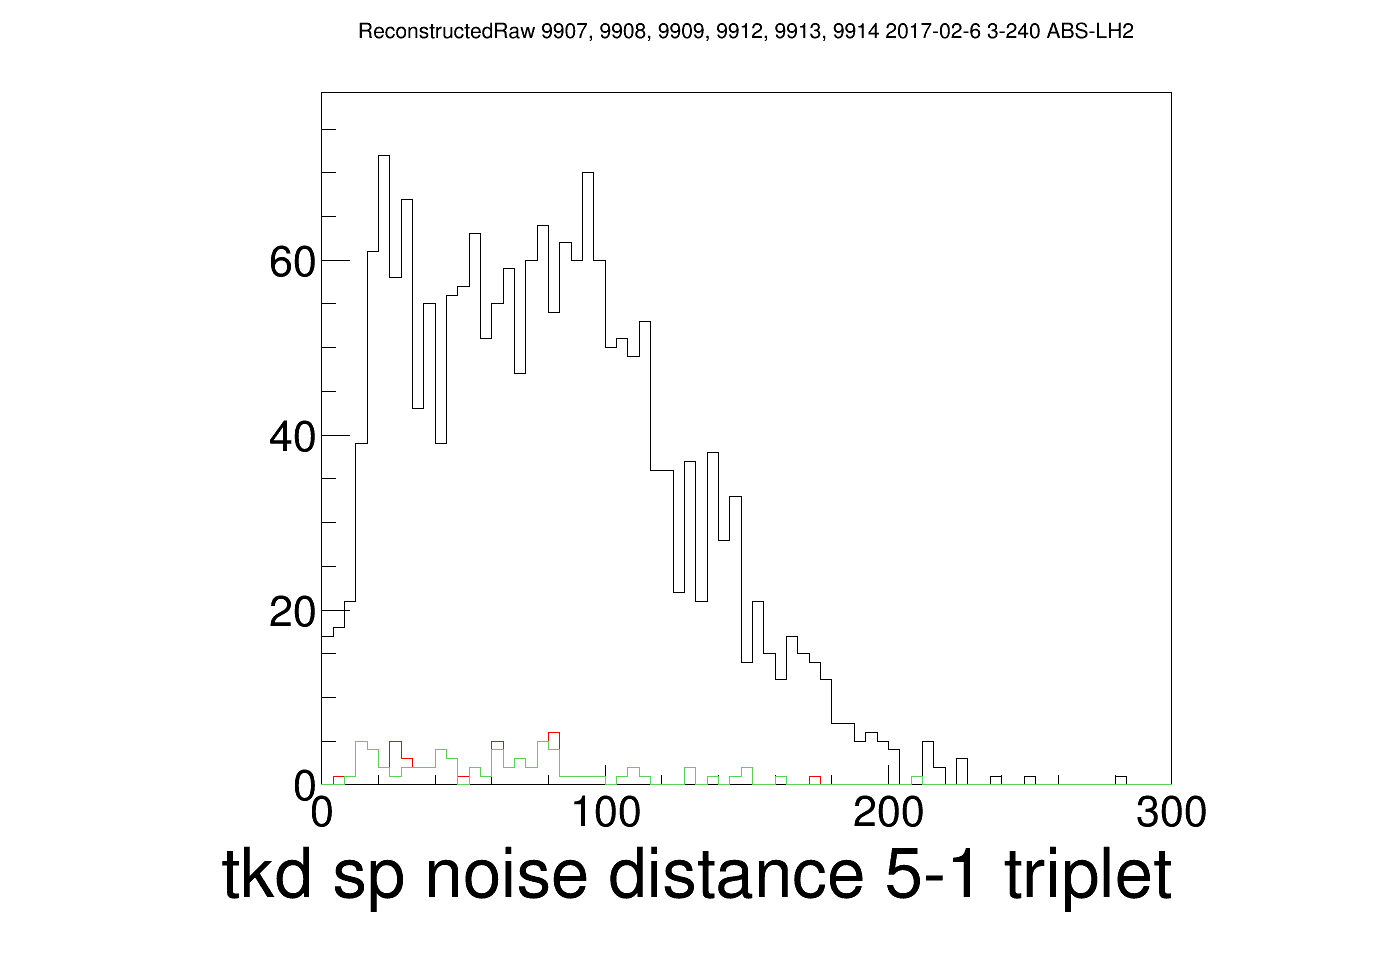 ReconstructedRaw 9907, 9908, 9909, 9912, 9913, 9914 2017-02-6 3-240 ABS-LH2
60
40
20
0
0 100 200 300
tkd sp noise distance 5-1 triplet